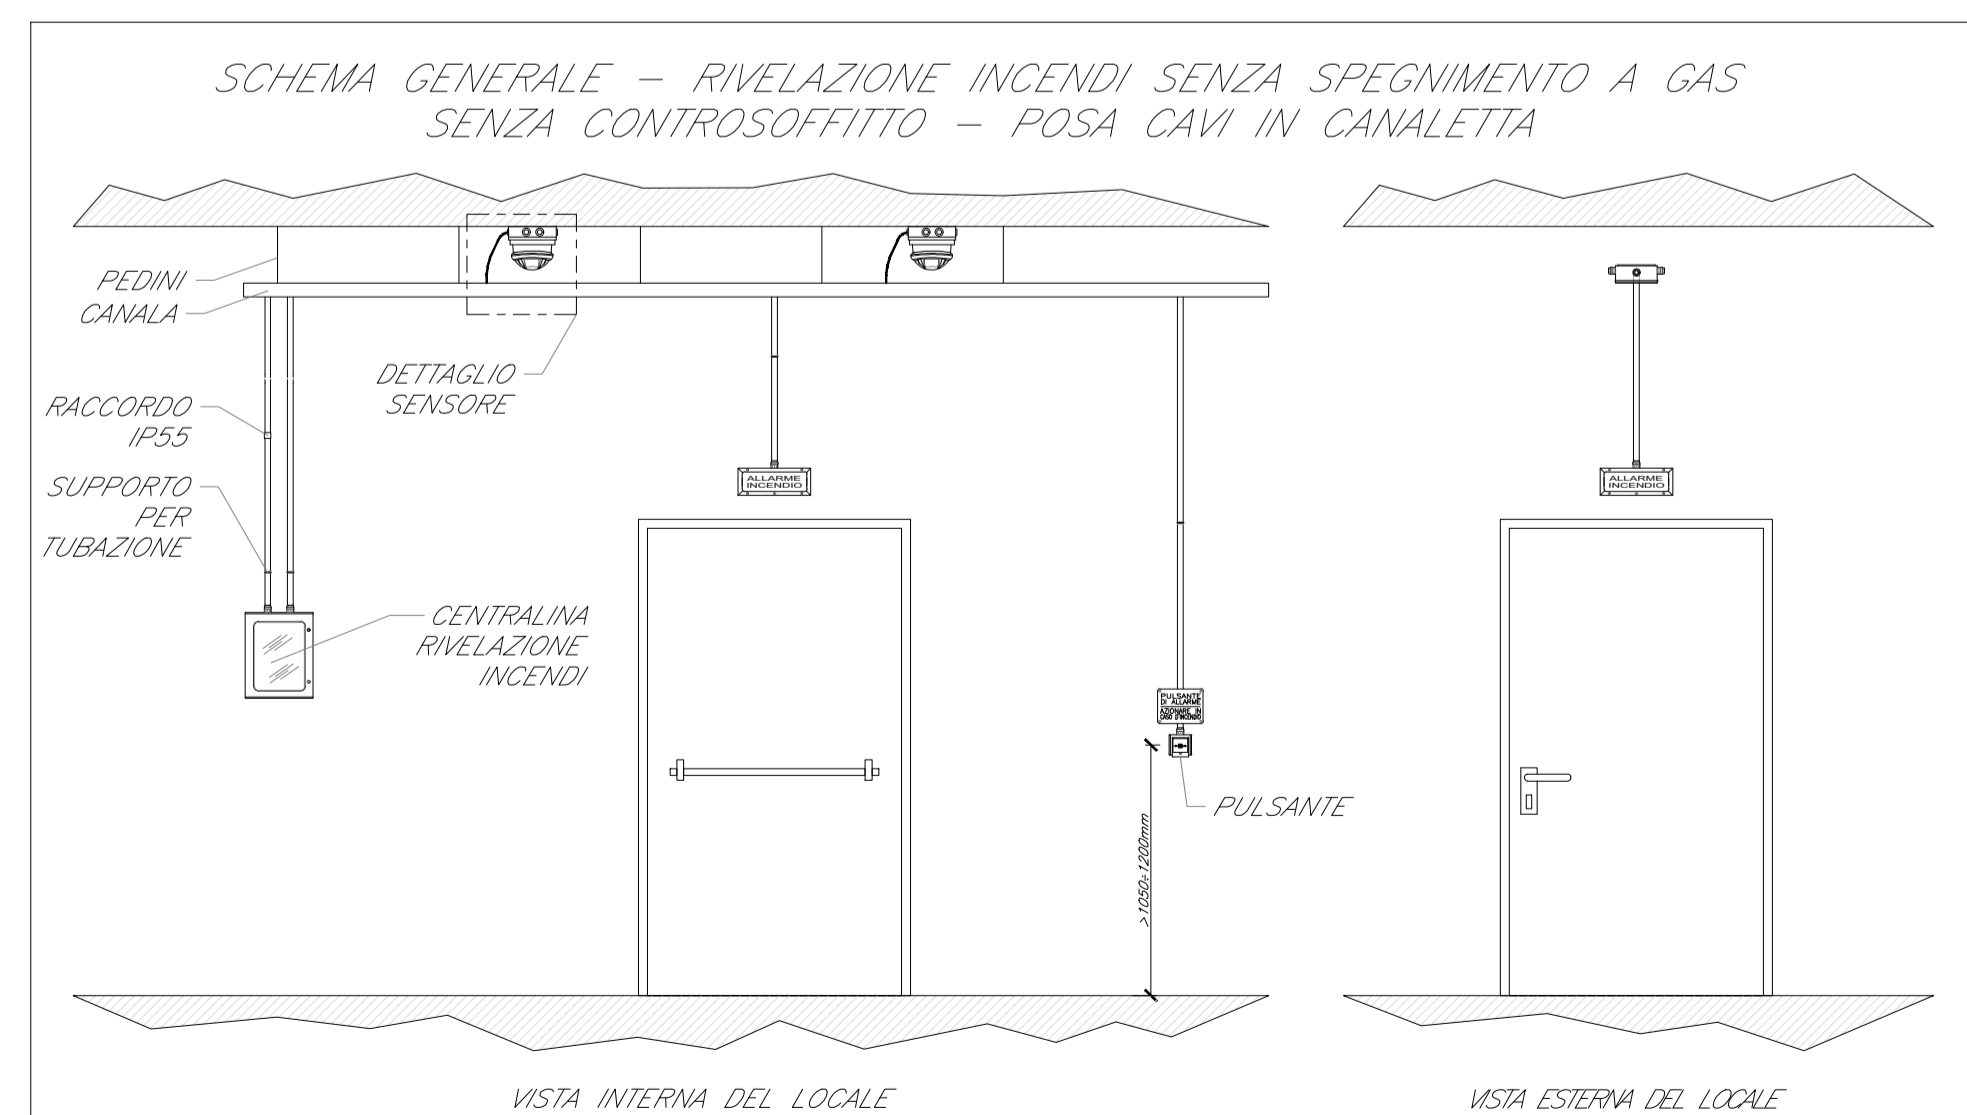 SCHEMA GENERALE – RIVELAZIONE INCENDI SENZA SPEGNIMENTO A GAS
SENZA CONTROSOFFITTO – POSA CAVI IN CANALETTA
PEDINI
CANALA
DETTAGLIO
SENSORE
RACCORDO
IP55
SUPPORTO
PER
TUBAZIONE
ALLARME
INCENDIO
ALLARME
INCENDIO
CENTRALINA
RIVELAZIONE
INCENDI
PULSANTE
DI ALLARME
AZIONARE IN
CASO D'INCENDIO
PULSANTE
>1050÷1200mm
VISTA INTERNA DEL LOCALE
VISTA ESTERNA DEL LOCALE